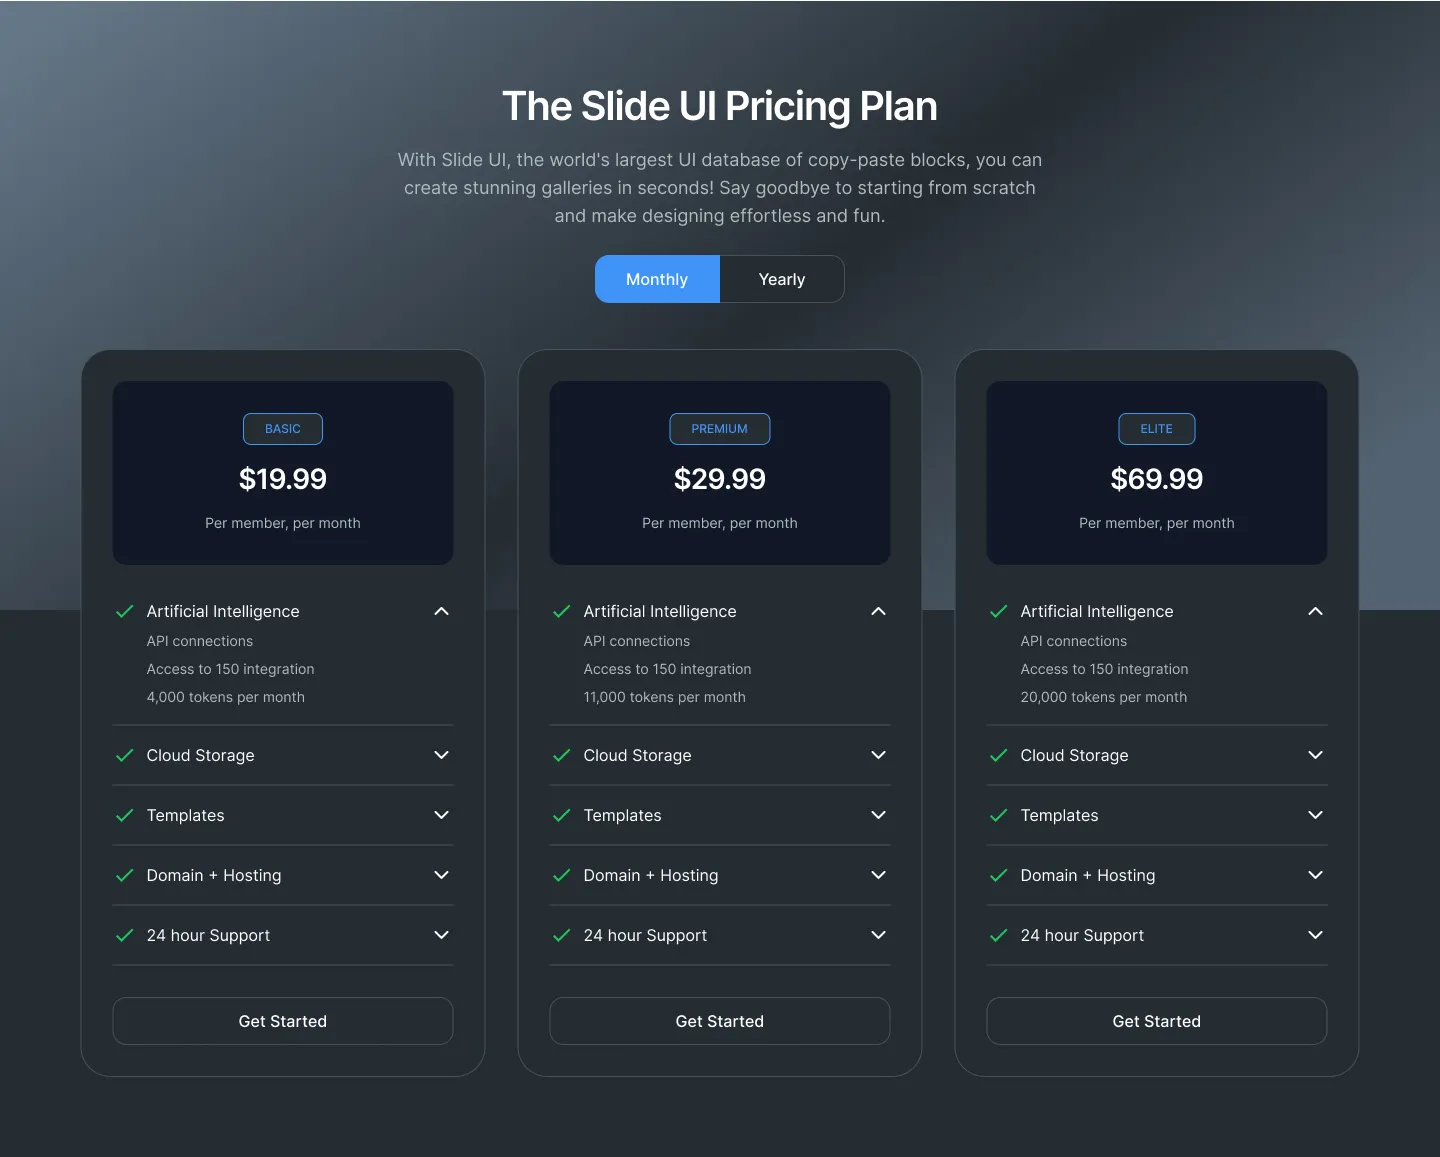 The Slide UI Pricing Plan
With Slide UI, the world's largest UI database of copy-paste blocks, you can
create stunning galleries in seconds! Say goodbye to starting from scratch
and make designing effortless and fun.
Monthly
Yearly
BASIC
$19.99
Per member, per month
Artificial Intelligence
API connections
Access to 150 integration
4,000 tokens per month
Cloud Storage
Templates
Domain + Hosting
24 hour Support
Get Started
PREMIUM
$29.99
Per member, per month
Artificial Intelligence
API connections
Access to 150 integration
11,000 tokens per month
Cloud Storage
Templates
Domain + Hosting
24 hour Support
Get Started
ELITE
$69.99
Per member, per month
Artificial Intelligence
API connections
Access to 150 integration
20,000 tokens per month
Cloud Storage
Templates
Domain + Hosting
24 hour Support
Get Started